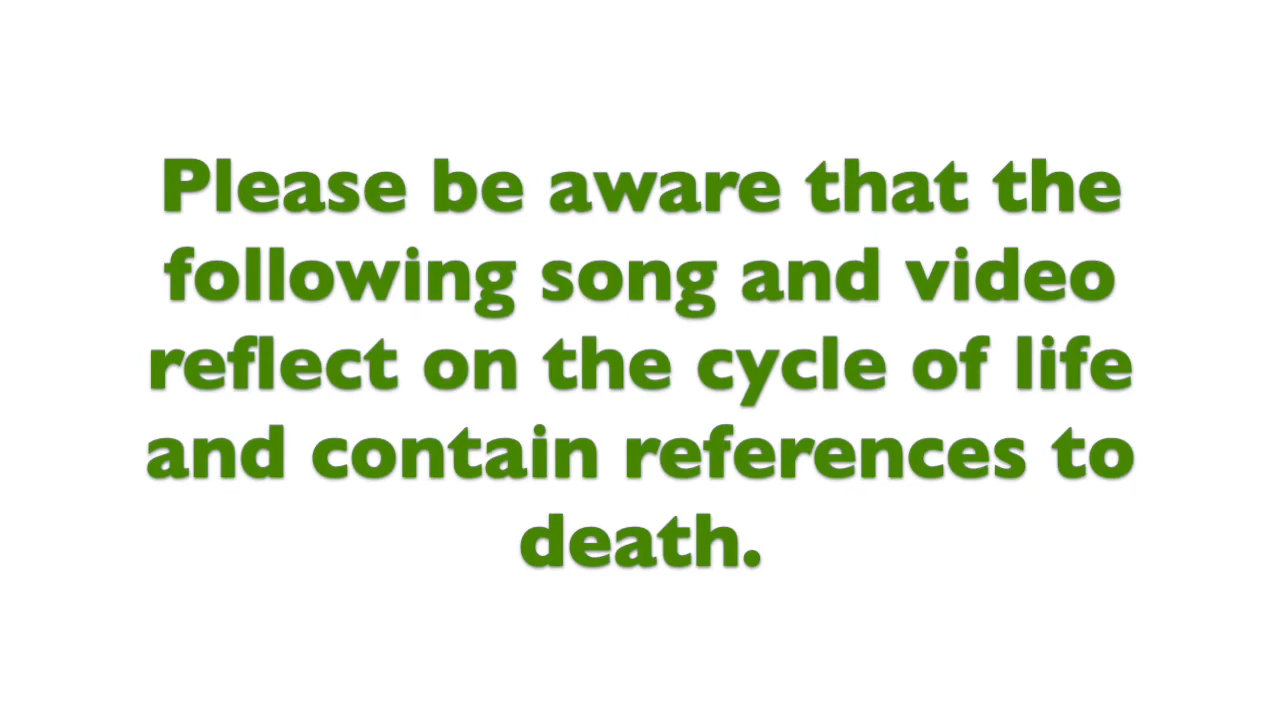 Please be aware that the
following song and video
reflect on the cycle of life
and contain references to
death.